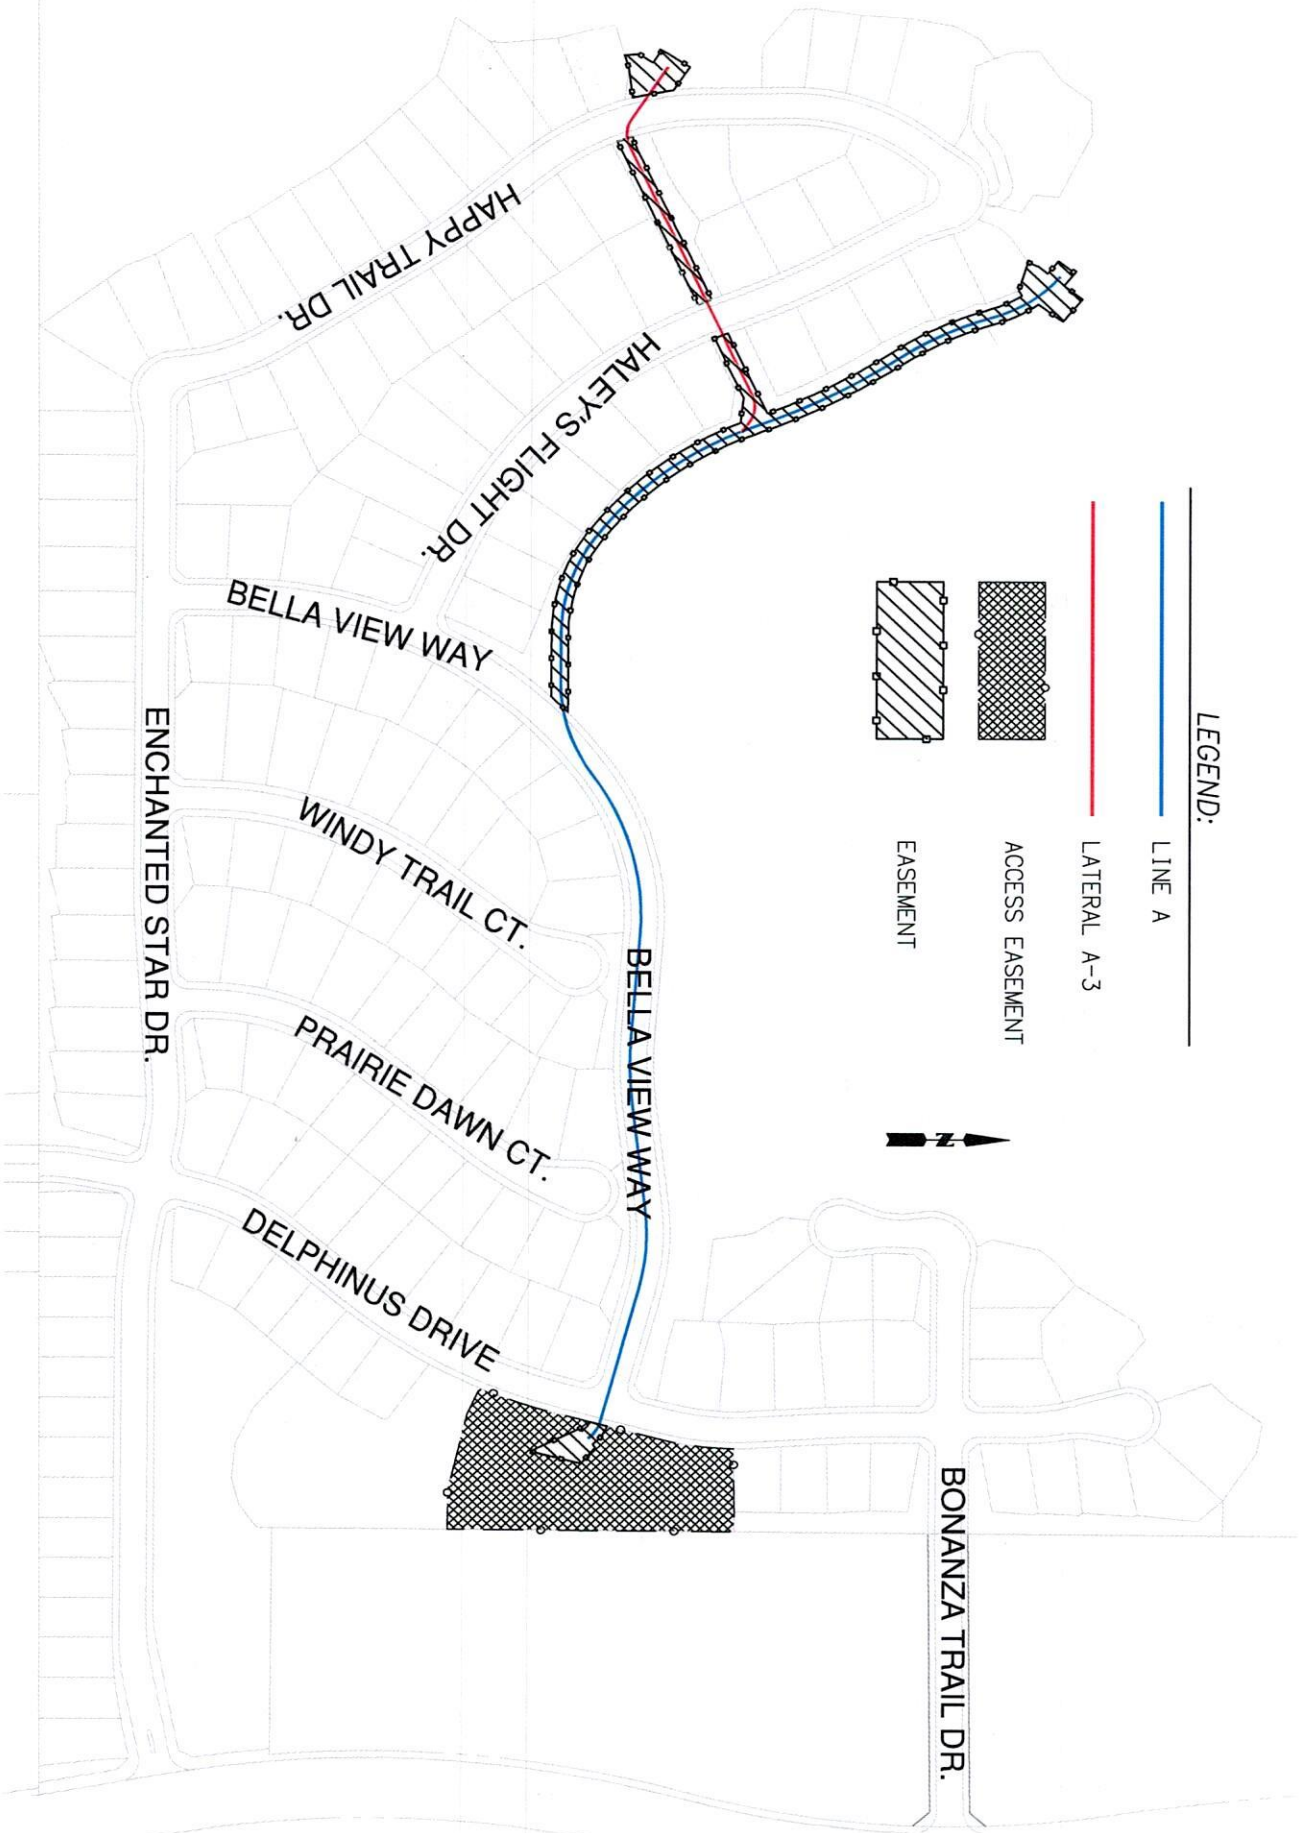 LEGEND:
LINE A
LATERAL A-3
ACCESS EASEMENT
EASEMENT
N
HAPPY TRAIL DR.
HALEY'S FLIGHT DR.
BELLA VIEW WAY
ENCHANTED STAR DR.
WINDY TRAIL CT.
BELLA VIEW WAY
PRAIRIE DAWN CT.
DELPHINUS DRIVE
BONANZA TRAIL DR.